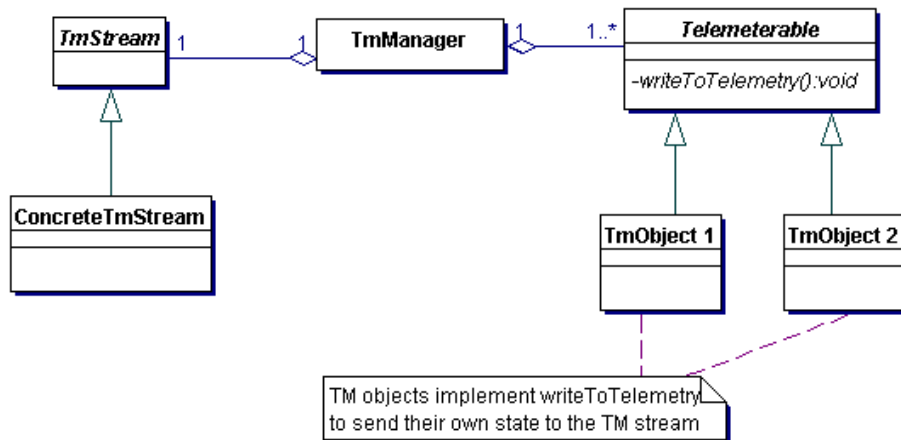 TmStream
1
1
TmManager
1
1..*
Telemeterable
-writeToTelemetry():void
ConcreteTmStream
TmObject 1
TmObject 2
TM objects implement writeToTelemetry
to send their own state to the TM stream